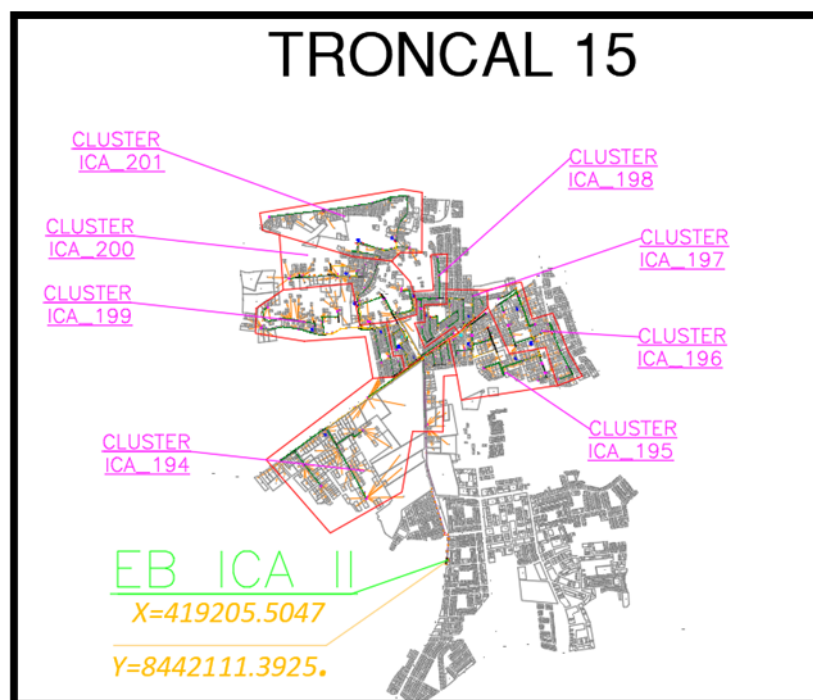 TRONCAL 15
CLUSTER
ICA_201
CLUSTER
ICA_198
CLUSTER
ICA_200
CLUSTER
ICA_197
CLUSTER
ICA_199
CLUSTER
ICA_196
CLUSTER
ICA_195
CLUSTER
ICA_194
EB ICA II
X=419205.5047
Y=8442111.3925.